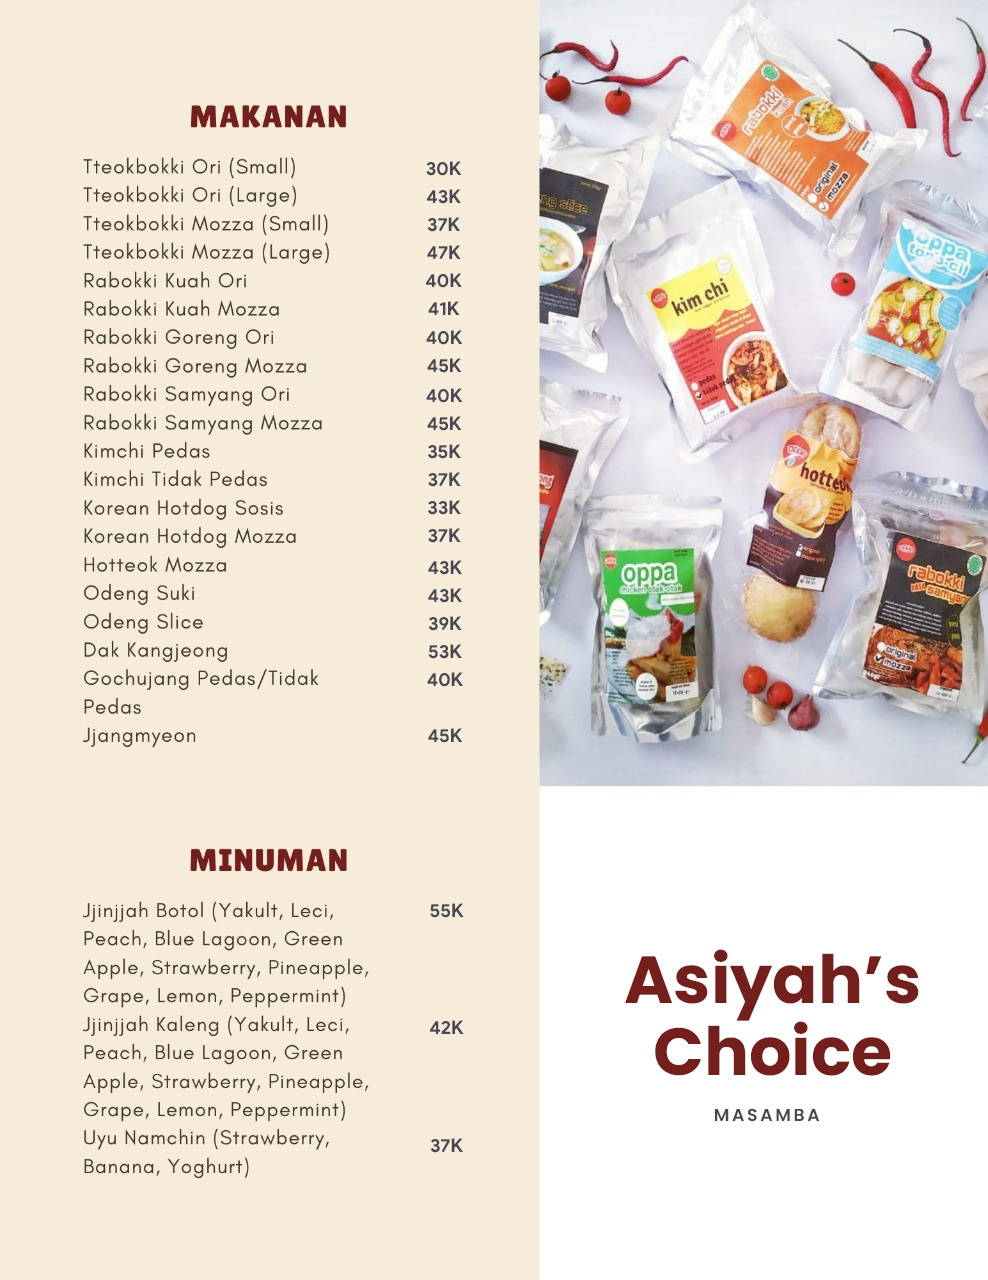 MAKANAN
Tteokbokki Ori (Small) 30K
Tteokbokki Ori (Large) 43K
Tteokbokki Mozza (Small) 37K
Tteokbokki Mozza (Large) 47K
Rabokki Kuah Ori 40K
Rabokki Kuah Mozza 41K
Rabokki Goreng Ori 40K
Rabokki Goreng Mozza 45K
Rabokki Samyang Ori 40K
Rabokki Samyang Mozza 45K
Kimchi Pedas 35K
Kimchi Tidak Pedas 37K
Korean Hotdog Sosis 33K
Korean Hotdog Mozza 37K
Hotteok Mozza 43K
Odeng Suki 43K
Odeng Slice 39K
Dak Kangjeong 53K
Gochujang Pedas/Tidak 40K
Pedas
Jjangmyeon 45K
MINUMAN
Jjinjjah Botol (Yakult, Leci, 55K
Peach, Blue Lagoon, Green
Apple, Strawberry, Pineapple,
Grape, Lemon, Peppermint)
Jjinjjah Kaleng (Yakult, Leci, 42K
Peach, Blue Lagoon, Green
Apple, Strawberry, Pineapple,
Grape, Lemon, Peppermint)
Uyu Namchin (Strawberry, 37K
Banana, Yoghurt)
rabokki
kuah
original
mozza
slice
kim chi
pedas
oppa
hotteok
oppa
chicken otak-otak
rabokki
samyang
original
mozza
Asiyah’s
Choice
MASAMBA